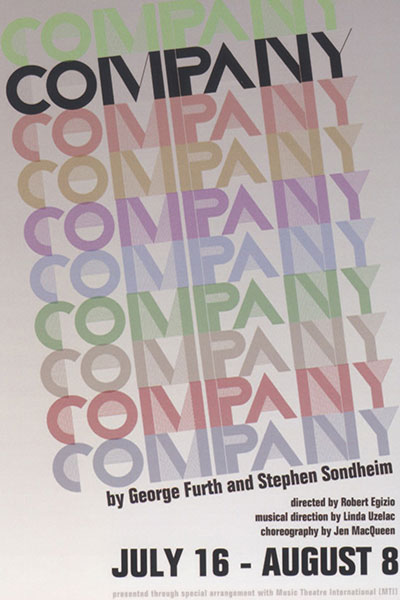 COMPANY
COMPANY
COMPANY
COMPANY
COMPANY
COMPANY
COMPANY
COMPANY
COMPANY
COMPANY
by George Furth and Stephen Sondheim
directed by Robert Egizio
musical direction by Linda Uzelac
choreography by Jen MacQueen
JULY 16 - AUGUST 8
presented through special arrangement with Music Theatre International (MTI)